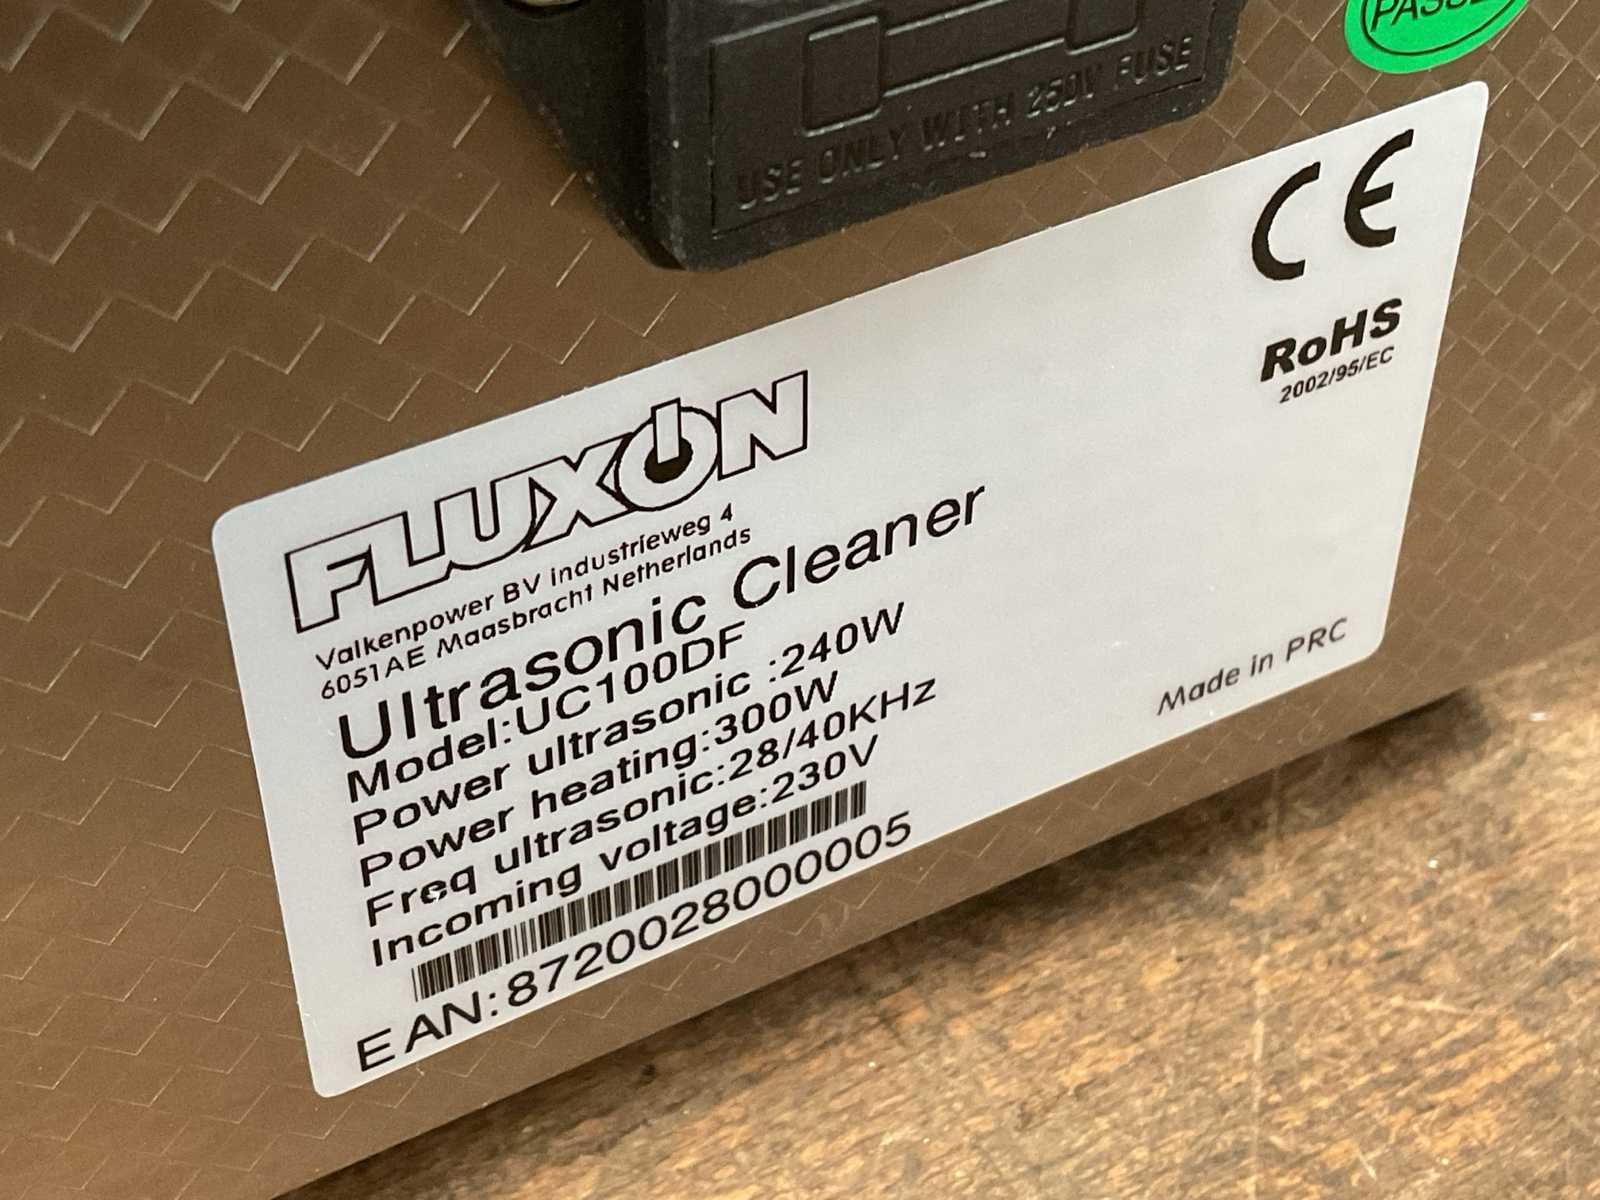 PASSED
USE ONLY WITH 250V FUSE
CE
RoHS
2002/95/EC
FLUXON
Valkenpower BV industrieweg 4
6051AE Maasbracht Netherlands
Ultrasonic Cleaner
Model:UC100DF
Power ultrasonic :240W
Power heating:300W
Freq ultrasonic:28/40KHz
Incoming voltage:230V
EAN:8720028000005
Made in PRC